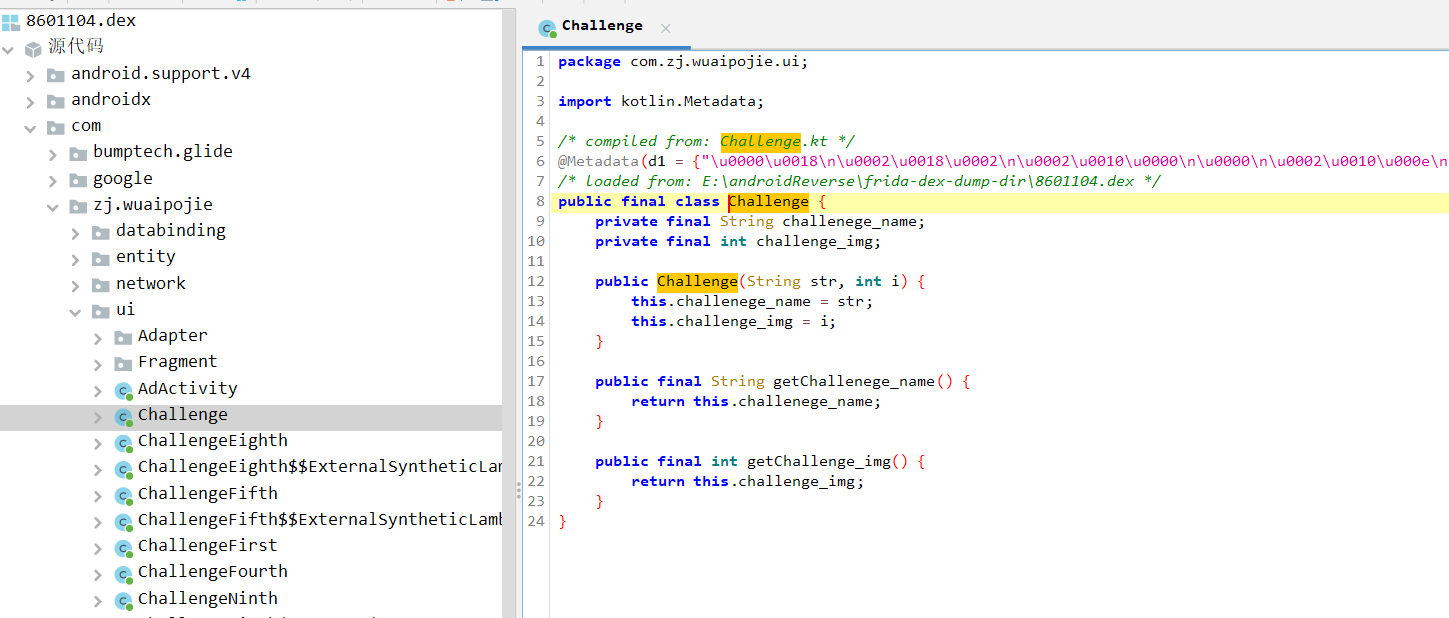 8601104.dex
源代码
android.support.v4
androidx
com
bumptech.glide
google
zj.wuaipojie
databinding
entity
network
ui
Adapter
Fragment
AdActivity
Challenge
ChallengeEighth
ChallengeEighth$$ExternalSyntheticLam
ChallengeFifth
ChallengeFifth$$ExternalSyntheticLamb
ChallengeFirst
ChallengeFourth
ChallengeNinth
Challenge
1 package com.zj.wuaipojie.ui;
2
3 import kotlin.Metadata;
4
5 /* compiled from: Challenge.kt */
6 @Metadata(d1 = {"\u0000\u0018\n\u0002\u0018\u0002\n\u0002\u0010\u0000\n\u0000\n\u0002\u0010\u000e\n
7 /* loaded from: E:\androidReverse\frida-dex-dump-dir\8601104.dex */
8 public final class Challenge {
9 private final String challenege_name;
10 private final int challenge_img;
11
12 public Challenge(String str, int i) {
13 this.challenege_name = str;
14 this.challenge_img = i;
15 }
16
17 public final String getChallenege_name() {
18 return this.challenege_name;
19 }
20
21 public final int getChallenge_img() {
22 return this.challenge_img;
23 }
24 }